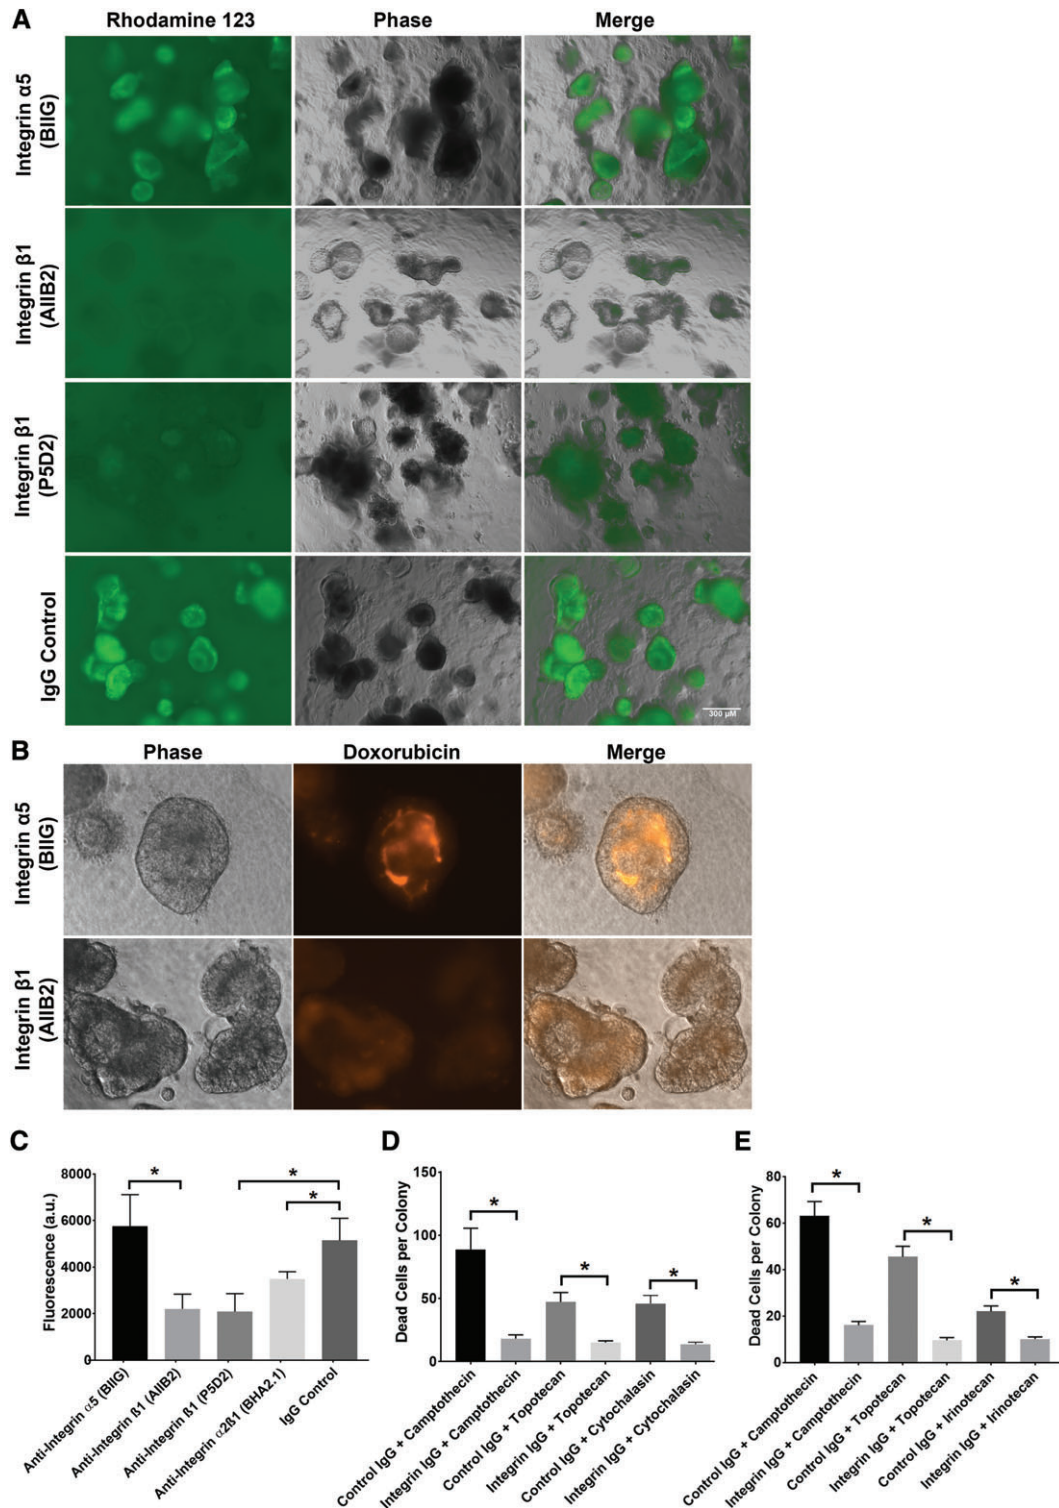 A
Rhodamine 123
Phase
Merge
Integrin α5
(BIIG)
Integrin β1
(AIIB2)
Integrin β1
(P5D2)
IgG Control
300 µM
B
Phase
Doxorubicin
Merge
Integrin α5
(BIIG)
Integrin β1
(AIIB2)
C
Fluorescence (a.u.)
8000
6000
4000
2000
0
*
*
*
Anti-Integrin α5 (BIIG)
Anti-Integrin ß1 (AIIB2)
Anti-Integrin ß1 (P5D2)
Anti-Integrin α2ß1 (BHA2.1)
IgG Control
D
Dead Cells per Colony
150
100
50
0
*
*
*
Control IgG + Camptothecin
Integrin IgG + Camptothecin
Control IgG + Topotecan
Integrin IgG + Topotecan
Control IgG + Cytochalasin
Integrin IgG + Cytochalasin
E
Dead Cells per Colony
80
60
40
20
0
*
*
*
Control IgG + Camptothecin
Integrin IgG + Camptothecin
Control IgG + Topotecan
Integrin IgG + Topotecan
Control IgG + Irinotecan
Integrin IgG + Irinotecan